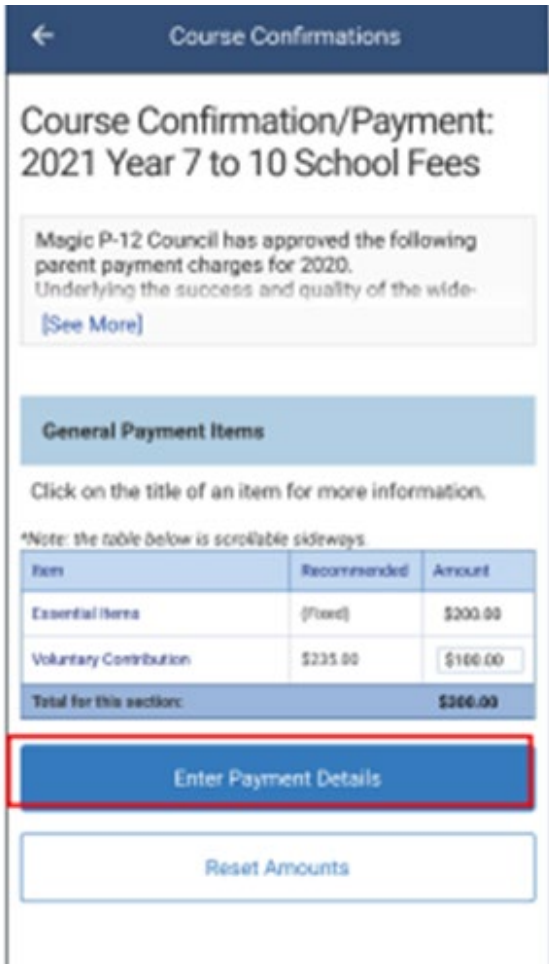 Course Confirmations
Course Confirmation/Payment:
2021 Year 7 to 10 School Fees
Magic P-12 Council has approved the following
parent payment charges for 2020.
Underlying the success and quality of the wide-
[See More]
General Payment Items
Click on the title of an item for more information.
*Note: the table below is scrollable sideways.
Item Recommended Amount
Essential Items (Fixed) $200.00
Voluntary Contribution $235.00 $100.00
Total for this section: $300.00
Enter Payment Details
Reset Amounts